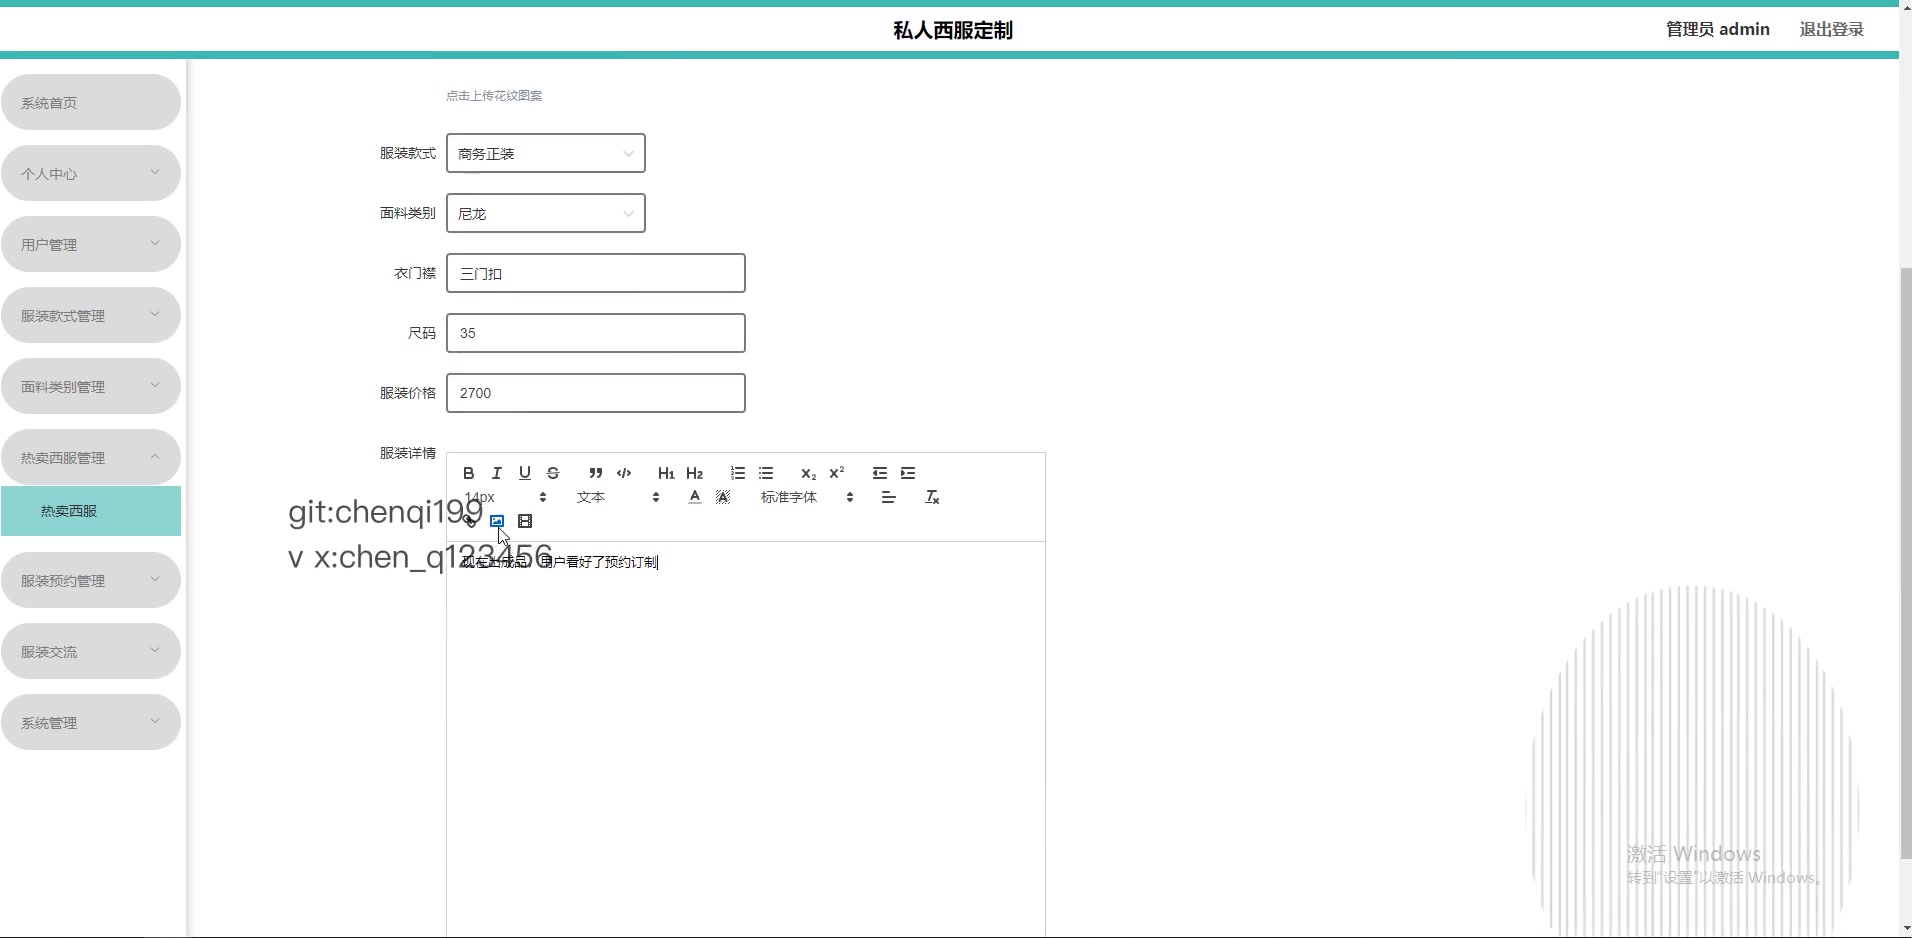 私人西服定制
管理员 admin
退出登录
系统首页
个人中心
用户管理
服装款式管理
面料类别管理
热卖西服管理
热卖西服
服装预约管理
服装交流
系统管理
点击上传花纹图案
服装款式
商务正装
面料类别
尼龙
衣门襟
三门扣
尺码
35
服装价格
2700
服装详情
B I U S H1 H2 X2 X2
14px
文本
A A
标准字体
Tx
git:chenqi199
v x:chen_q123456
现在出成品，用户看好了预约订制
激活 Windows
转到"设置"以激活 Windows。